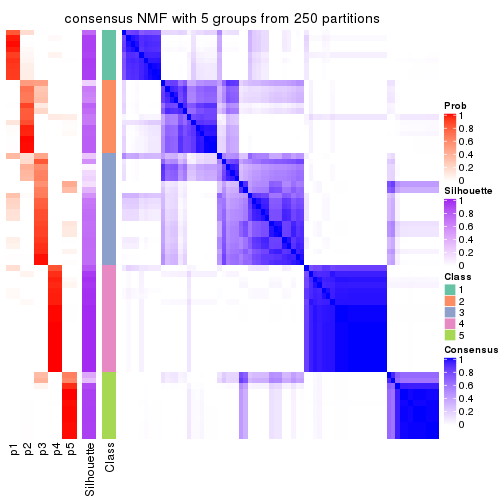 consensus NMF with 5 groups from 250 partitions
Prob
1
0.8
0.6
0.4
0.2
0
Silhouette
1
0.8
0.6
0.4
0.2
0
Class
1
2
3
4
5
Consensus
1
0.8
0.6
0.4
0.2
0
p1
p2
p3
p4
p5
Silhouette
Class